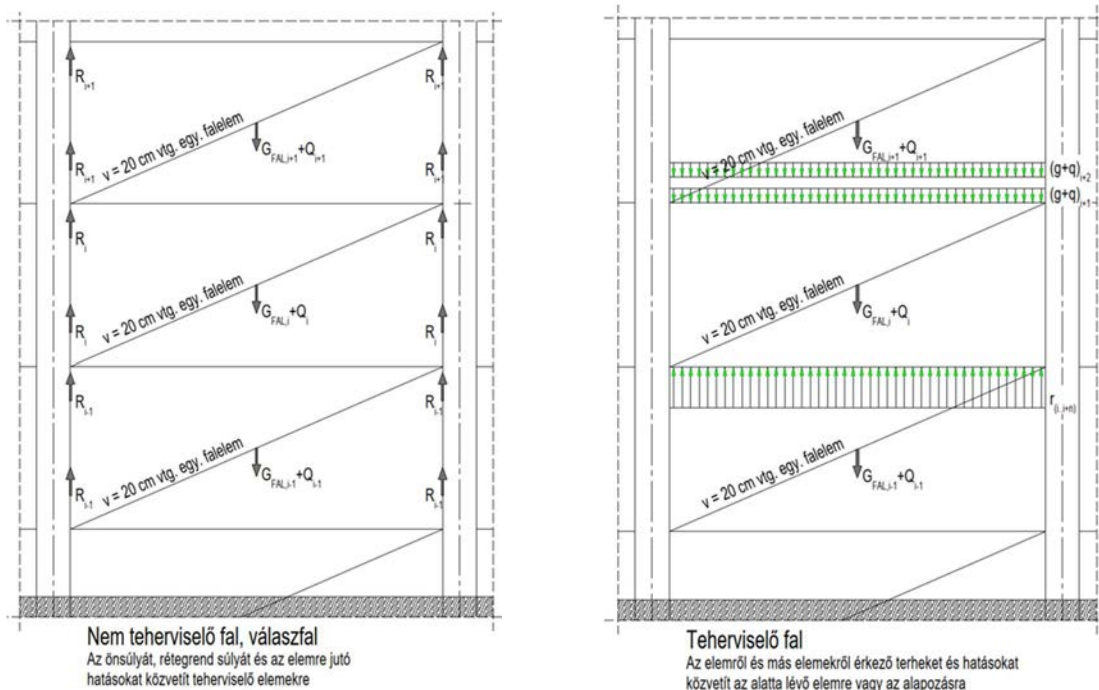 R i+1
R i+1
v = 20 cm vtg. egy. falelem
G FAL,i+1 +Q i+1
R i+1
R i+1
R i
R i
v = 20 cm vtg. egy. falelem
G FAL,i +Q i
R i
R i
R i-1
R i-1
v = 20 cm vtg. egy. falelem
G FAL,i-1 +Q i-1
R i-1
R i-1
Nem teherviselő fal, válaszfal
Az önsúlyát, rétegrend súlyát és az elemre jutó
hatásokat közvetít teherviselő elemekre
v = 20 cm vtg. egy. falelem
G FAL,i+1 +Q i+1
(g+q) i+2
(g+q) i+1
v = 20 cm vtg. egy. falelem
G FAL,i +Q i
r (i..i+n)
v = 20 cm vtg. egy. falelem
G FAL,i-1 +Q i-1
Teherviselő fal
Az elemről és más elemekről érkező terheket és hatásokat
közvetít az alatta lévő elemre vagy az alapozásra